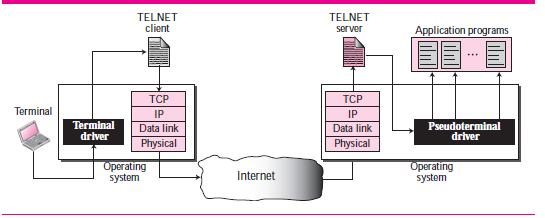 TELNET
client
TELNET
server
Application programs
...
Terminal
Terminal
driver
TCP
IP
Data link
Physical
TCP
IP
Data link
Physical
Pseudoterminal
driver
Operating
system
Internet
Operating
system